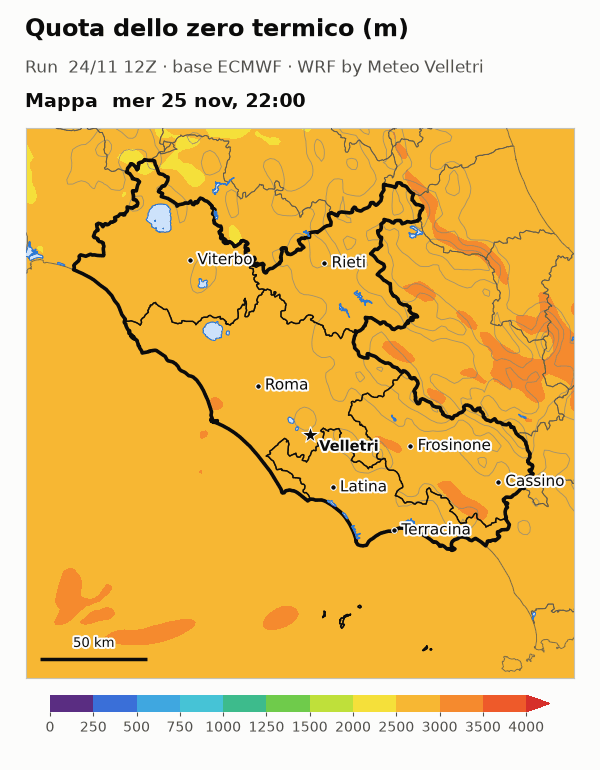 Quota dello zero termico (m)
Run  24/11 12Z · base ECMWF · WRF by Meteo Velletri
Mappa  mer 25 nov, 22:00
Viterbo
Rieti
Roma
Velletri
Frosinone
Latina
Cassino
Terracina
50 km
0 250 500 750 1000 1250 1500 2000 2500 3000 3500 4000